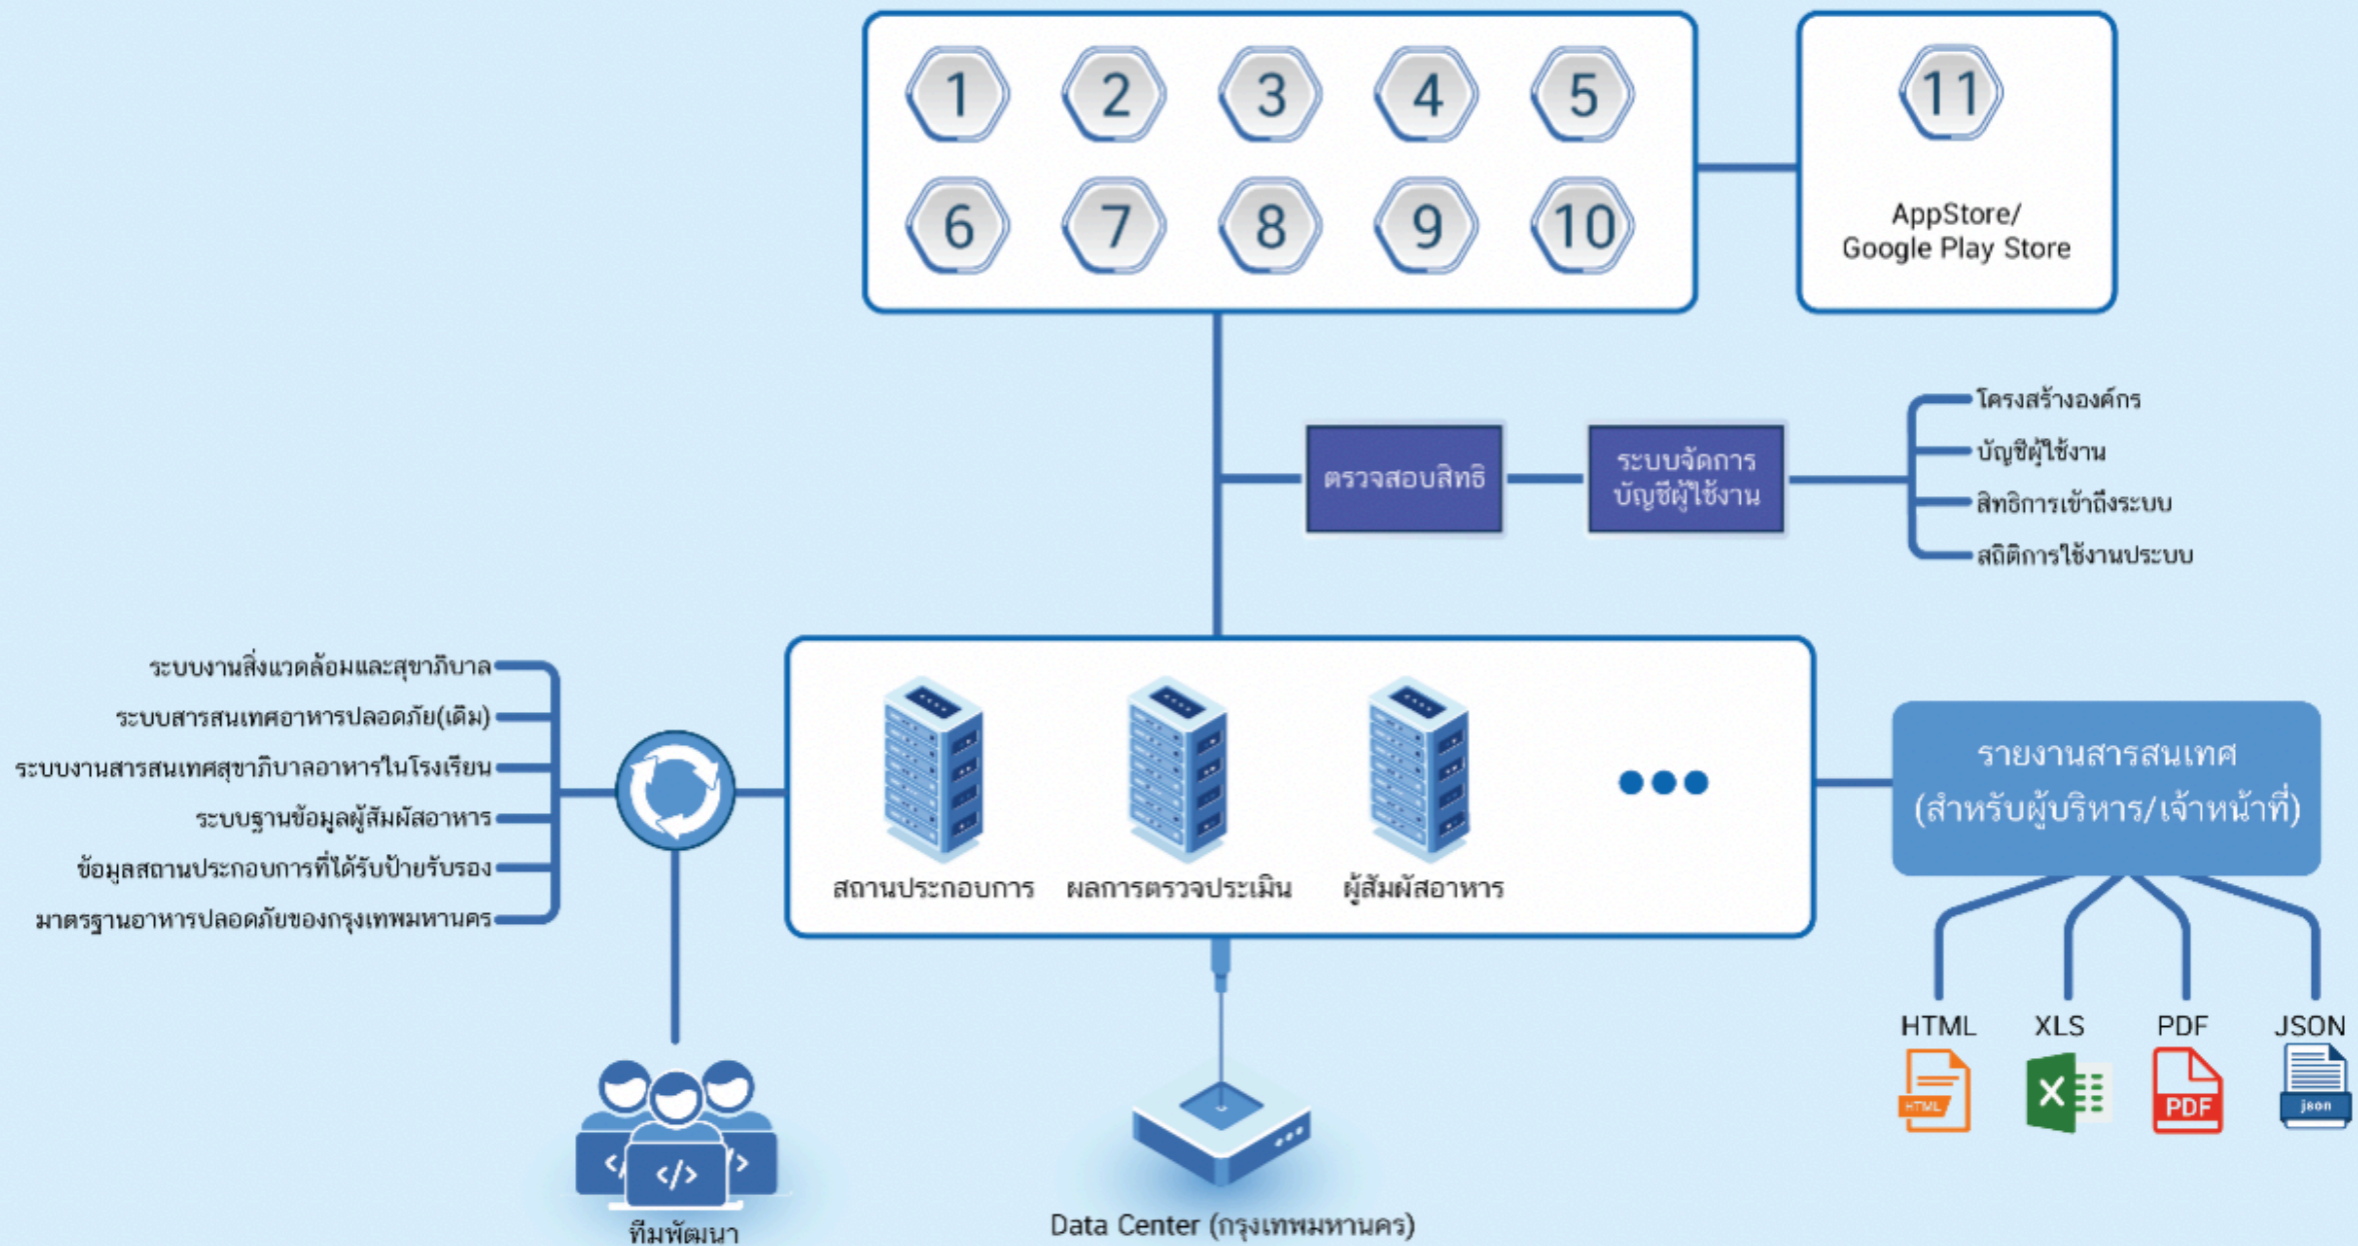 1 2 3 4 5
6 7 8 9 10
11
AppStore/
Google Play Store
ตรวจสอบสิทธิ
ระบบจัดการ
บัญชีผู้ใช้งาน
โครงสร้างองค์กร
บัญชีผู้ใช้งาน
สิทธิการเข้าถึงระบบ
สถิติการใช้งานประบบ
ระบบงานสิ่งแวดล้อมและสุขาภิบาล
ระบบสารสนเทศอาหารปลอดภัย(เดิม)
ระบบงานสารสนเทศสุขาภิบาลอาหารในโรงเรียน
ระบบฐานข้อมูลผู้สัมผัสอาหาร
ข้อมูลสถานประกอบการที่ได้รับป้ายรับรอง
มาตรฐานอาหารปลอดภัยของกรุงเทพมหานคร
สถานประกอบการ
ผลการตรวจประเมิน
ผู้สัมผัสอาหาร
รายงานสารสนเทศ
(สำหรับผู้บริหาร/เจ้าหน้าที่)
HTML
XLS
PDF
JSON
HTML
X
PDF
json
</> </> </>
ทีมพัฒนา
Data Center (กรุงเทพมหานคร)